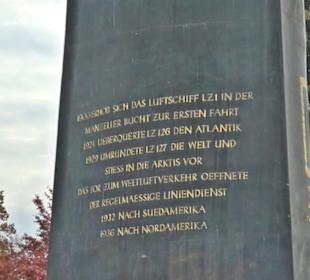 1900 ERHOB SICH DAS LUFTSCHIFF LZ 1 IN DER
MANZELLER BUCHT ZUR ERSTEN FAHRT
1924 UEBERQUERTE LZ 126 DEN ATLANTIK
1929 UMRUNDETE LZ 127 DIE WELT UND
STIESS IN DIE ARKTIS VOR
DAS TOR ZUM WELTLUFTVERKEHR OEFFNETE
DER REGELMAESSIGE LINIENDIENST
1932 NACH SUEDAMERIKA
1936 NACH NORDAMERIKA